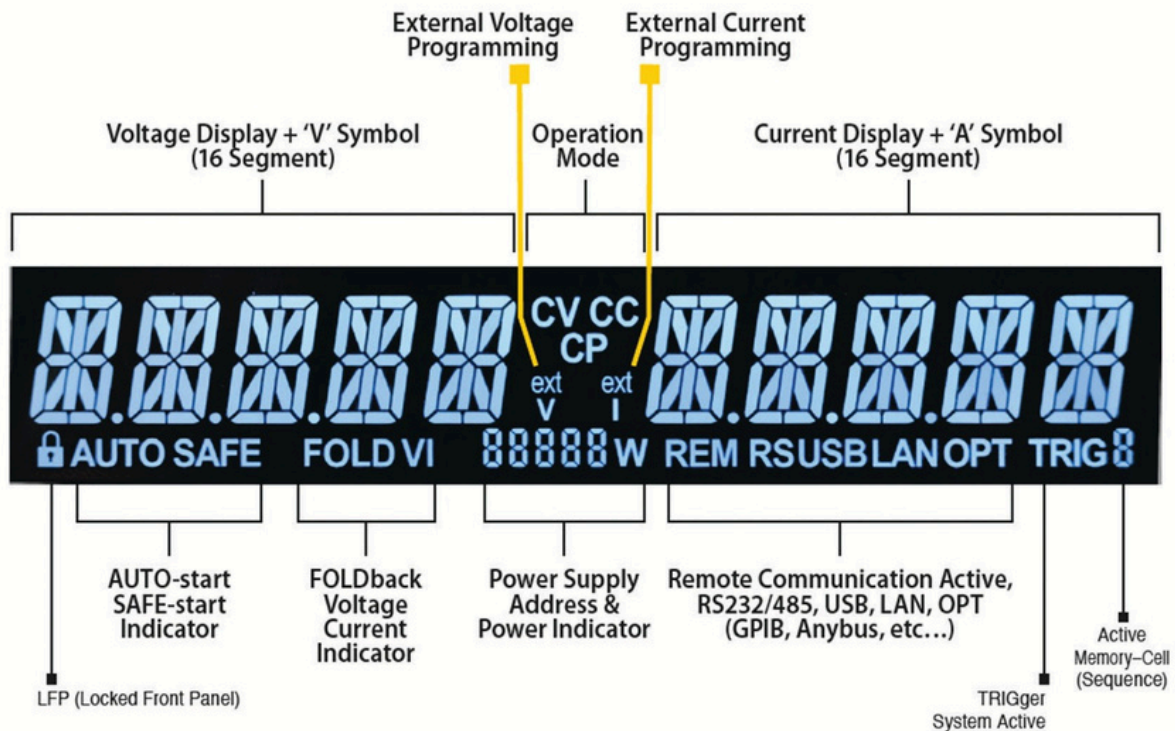 External Voltage
Programming
External Current
Programming
Voltage Display + ‘V’ Symbol
(16 Segment)
Operation
Mode
Current Display + ‘A’ Symbol
(16 Segment)
CV CC
CP
ext
V
ext
I
AUTO SAFE FOLD VI 88888 W REM RS USB LAN OPT TRIG 8
AUTO-start
SAFE-start
Indicator
FOLDback
Voltage
Current
Indicator
Power Supply
Address &
Power Indicator
Remote Communication Active,
RS232/485, USB, LAN, OPT
(GPIB, Anybus, etc...)
Active
Memory–Cell
(Sequence)
LFP (Locked Front Panel)
TRIGger
System Active